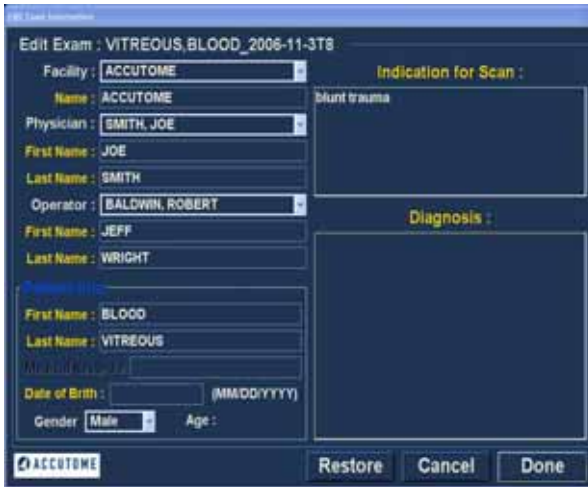 Edit Exam : VITREOUS,BLOOD_2006-11-3T8
Facility : ACCUTOME
Name : ACCUTOME
Physician : SMITH, JOE
First Name : JOE
Last Name : SMITH
Operator : BALDWIN, ROBERT
First Name : JEFF
Last Name : WRIGHT
First Name : BLOOD
Last Name : VITREOUS
Date of Brith : (MM/DD/YYYY)
Gender Male Age :
Indication for Scan :
blunt trauma
Diagnosis :
ACCUTOME
Restore Cancel Done